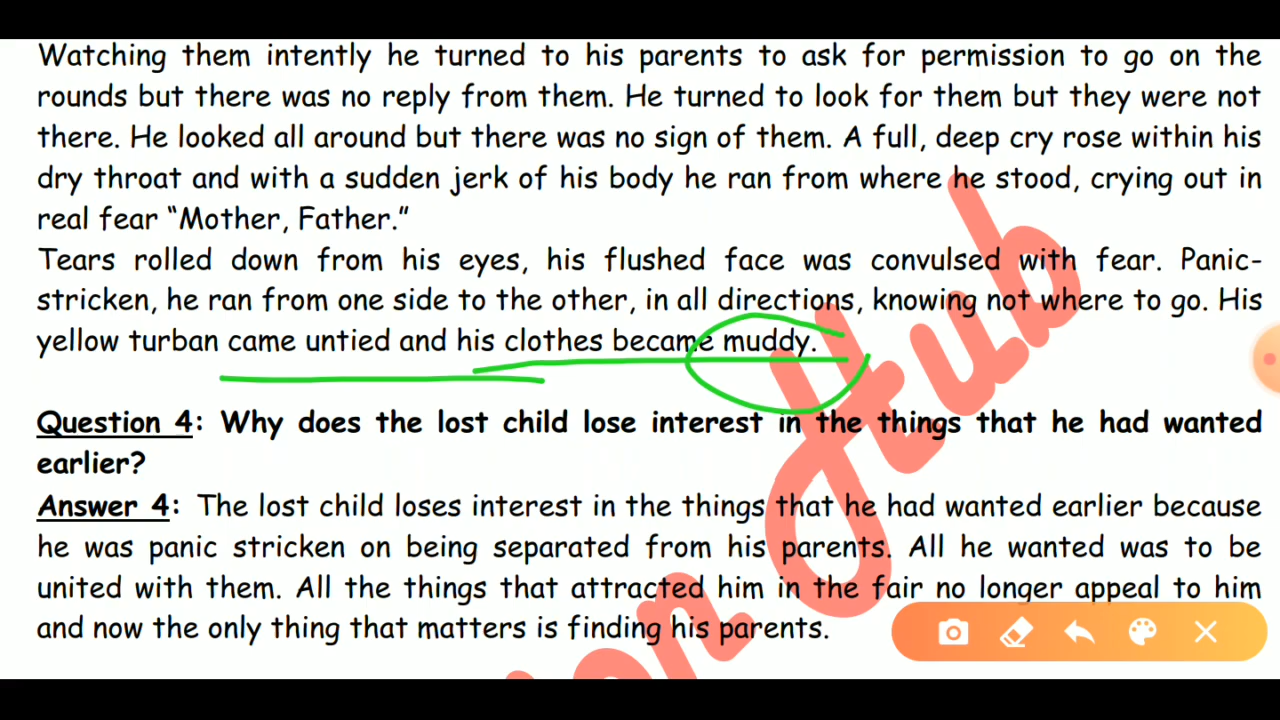 Watching them intently he turned to his parents to ask for permission to go on the
rounds but there was no reply from them. He turned to look for them but they were not
there. He looked all around but there was no sign of them. A full, deep cry rose within his
dry throat and with a sudden jerk of his body he ran from where he stood, crying out in
real fear “Mother, Father.”
Tears rolled down from his eyes, his flushed face was convulsed with fear. Panic-
stricken, he ran from one side to the other, in all directions, knowing not where to go. His
yellow turban came untied and his clothes became muddy.
Question 4: Why does the lost child lose interest in the things that he had wanted
earlier?
Answer 4: The lost child loses interest in the things that he had wanted earlier because
he was panic stricken on being separated from his parents. All he wanted was to be
united with them. All the things that attracted him in the fair no longer appeal to him
and now the only thing that matters is finding his parents.
Hub